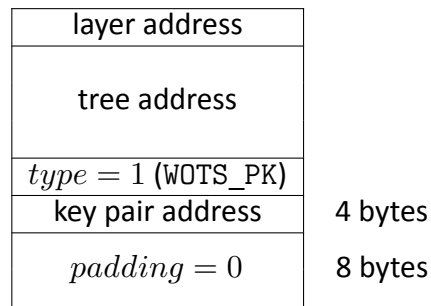 layer address
tree address
type = 1 (WOTS_PK)
key pair address 4 bytes
padding = 0 8 bytes